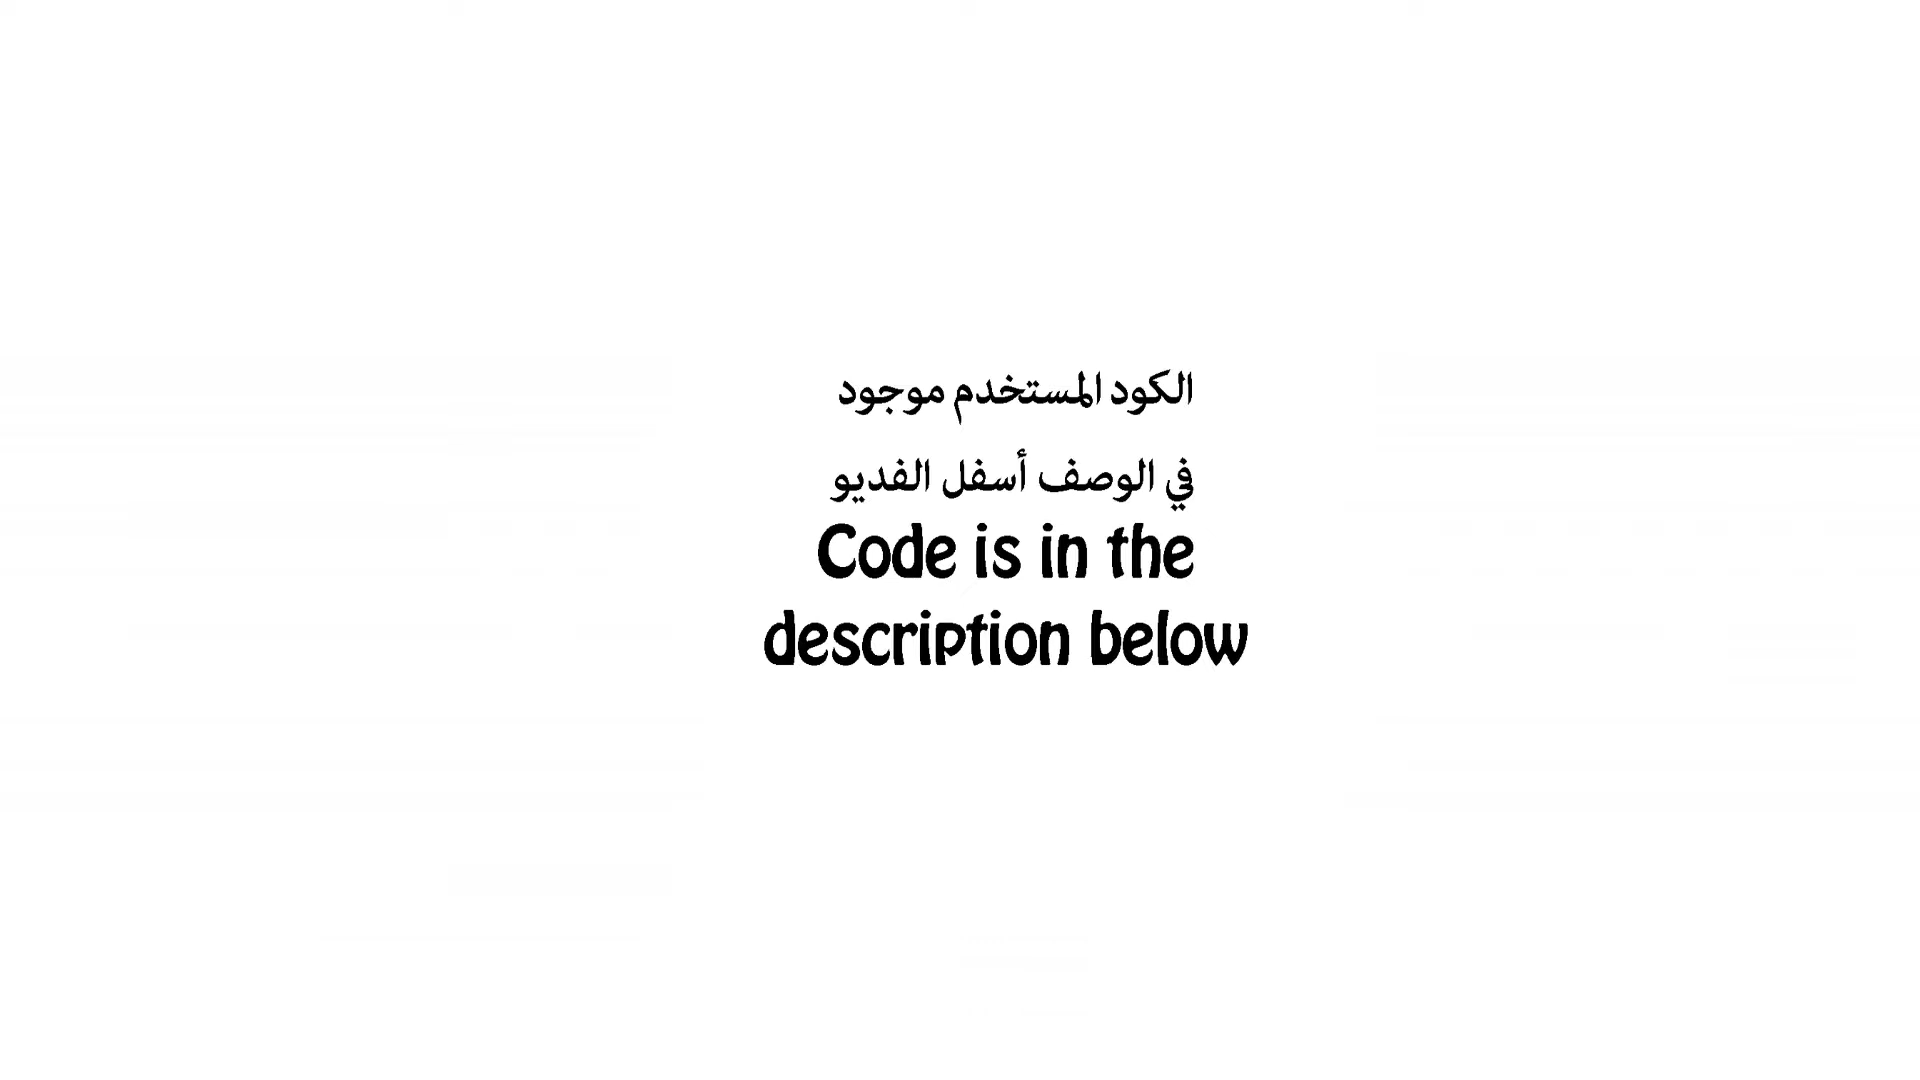 الكود المستخدم موجود
في الوصف أسفل الفديو
Code is in the
description below